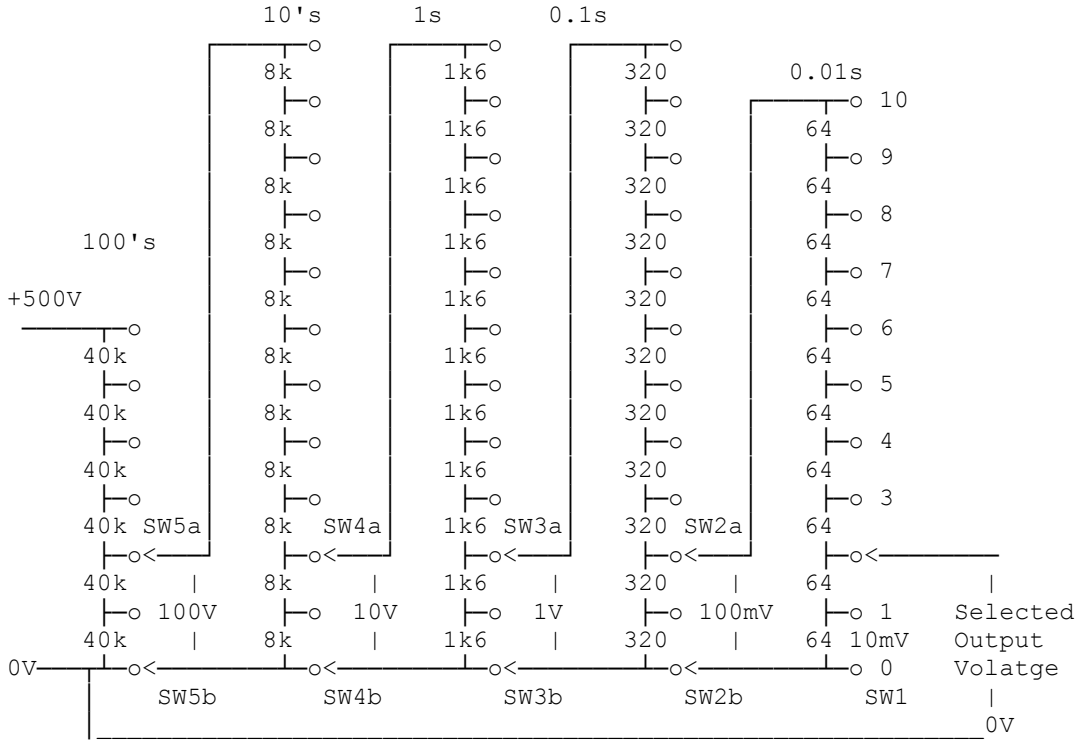 10's 1s 0.1s
8k 1k6 320 0.01s
10
8k 1k6 320 64
9
8k 1k6 320 64
8
100's 8k 1k6 320 64
7
+500V 8k 1k6 320 64
6
40k 8k 1k6 320 64
5
40k 8k 1k6 320 64
4
40k 8k 1k6 320 64
3
40k SW5a 8k SW4a 1k6 SW3a 320 SW2a 64
40k 8k 1k6 320 64
100V 10V 1V 100mV 1 Selected
40k 8k 1k6 320 64 10mV Output
0V 0 Volatge
SW5b SW4b SW3b SW2b SW1
0V